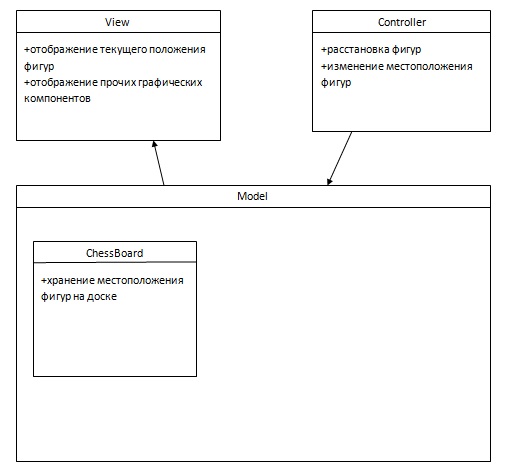 View
+отображение текущего положения
фигур
+отображение прочих графических
компонентов
Controller
+расстановка фигур
+изменение местоположения
фигур
Model
ChessBoard
+хранение местоположения
фигур на доске